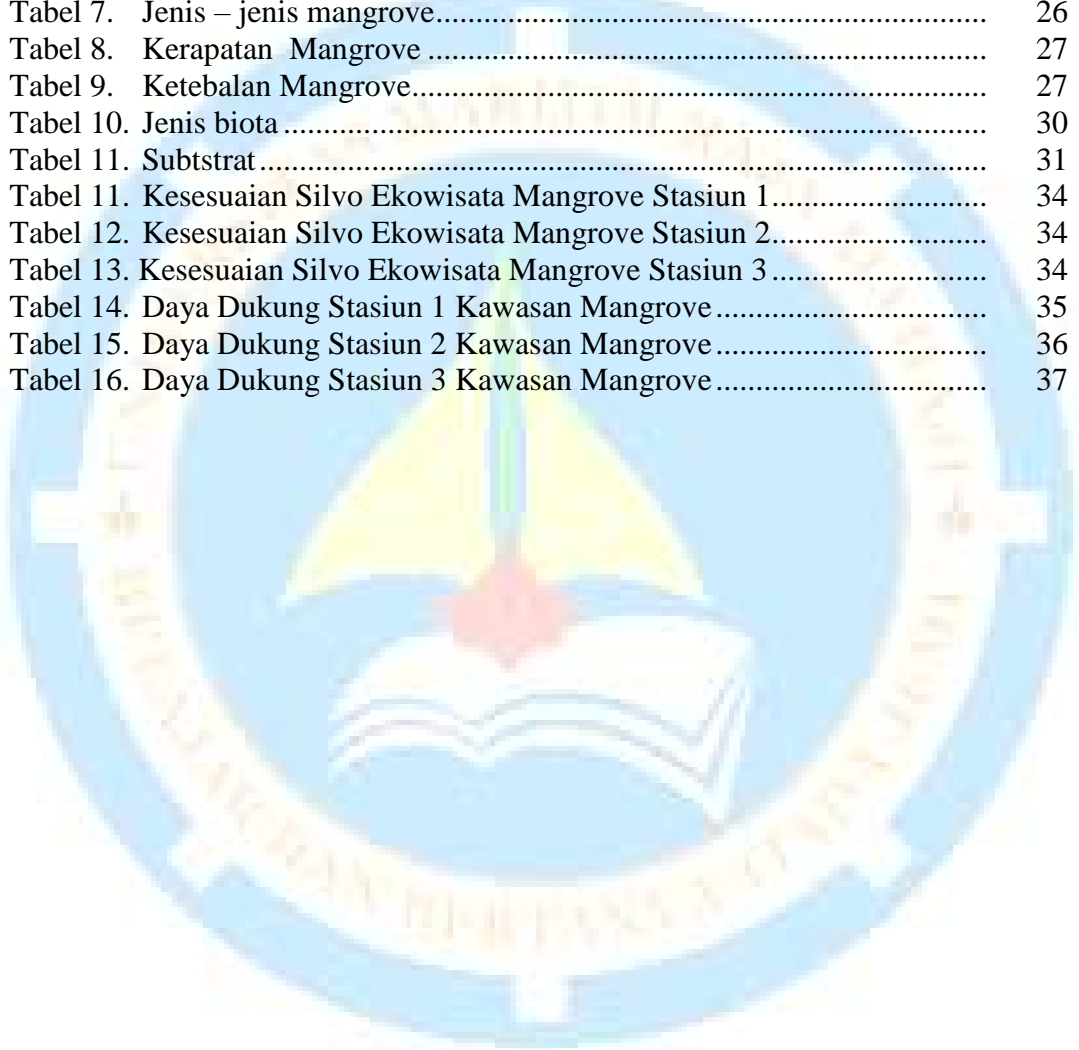 Tabel 7. Jenis – jenis mangrove.......................................................................... 26
Tabel 8. Kerapatan Mangrove ........................................................................... 27
Tabel 9. Ketebalan Mangrove............................................................................. 27
Tabel 10. Jenis biota ............................................................................................ 30
Tabel 11. Subtstrat ............................................................................................... 31
Tabel 11. Kesesuaian Silvo Ekowisata Mangrove Stasiun 1............................. 34
Tabel 12. Kesesuaian Silvo Ekowisata Mangrove Stasiun 2............................. 34
Tabel 13. Kesesuaian Silvo Ekowisata Mangrove Stasiun 3 ............................. 34
Tabel 14. Daya Dukung Stasiun 1 Kawasan Mangrove .................................... 35
Tabel 15. Daya Dukung Stasiun 2 Kawasan Mangrove .................................... 36
Tabel 16. Daya Dukung Stasiun 3 Kawasan Mangrove .................................... 37